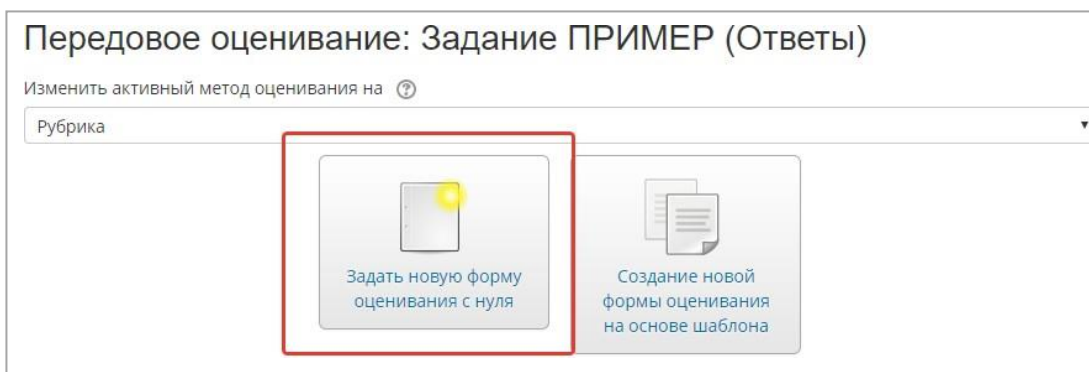 Передовое оценивание: Задание ПРИМЕР (Ответы)
Изменить активный метод оценивания на
Рубрика
Задать новую форму
оценивания с нуля
Создание новой
формы оценивания
на основе шаблона